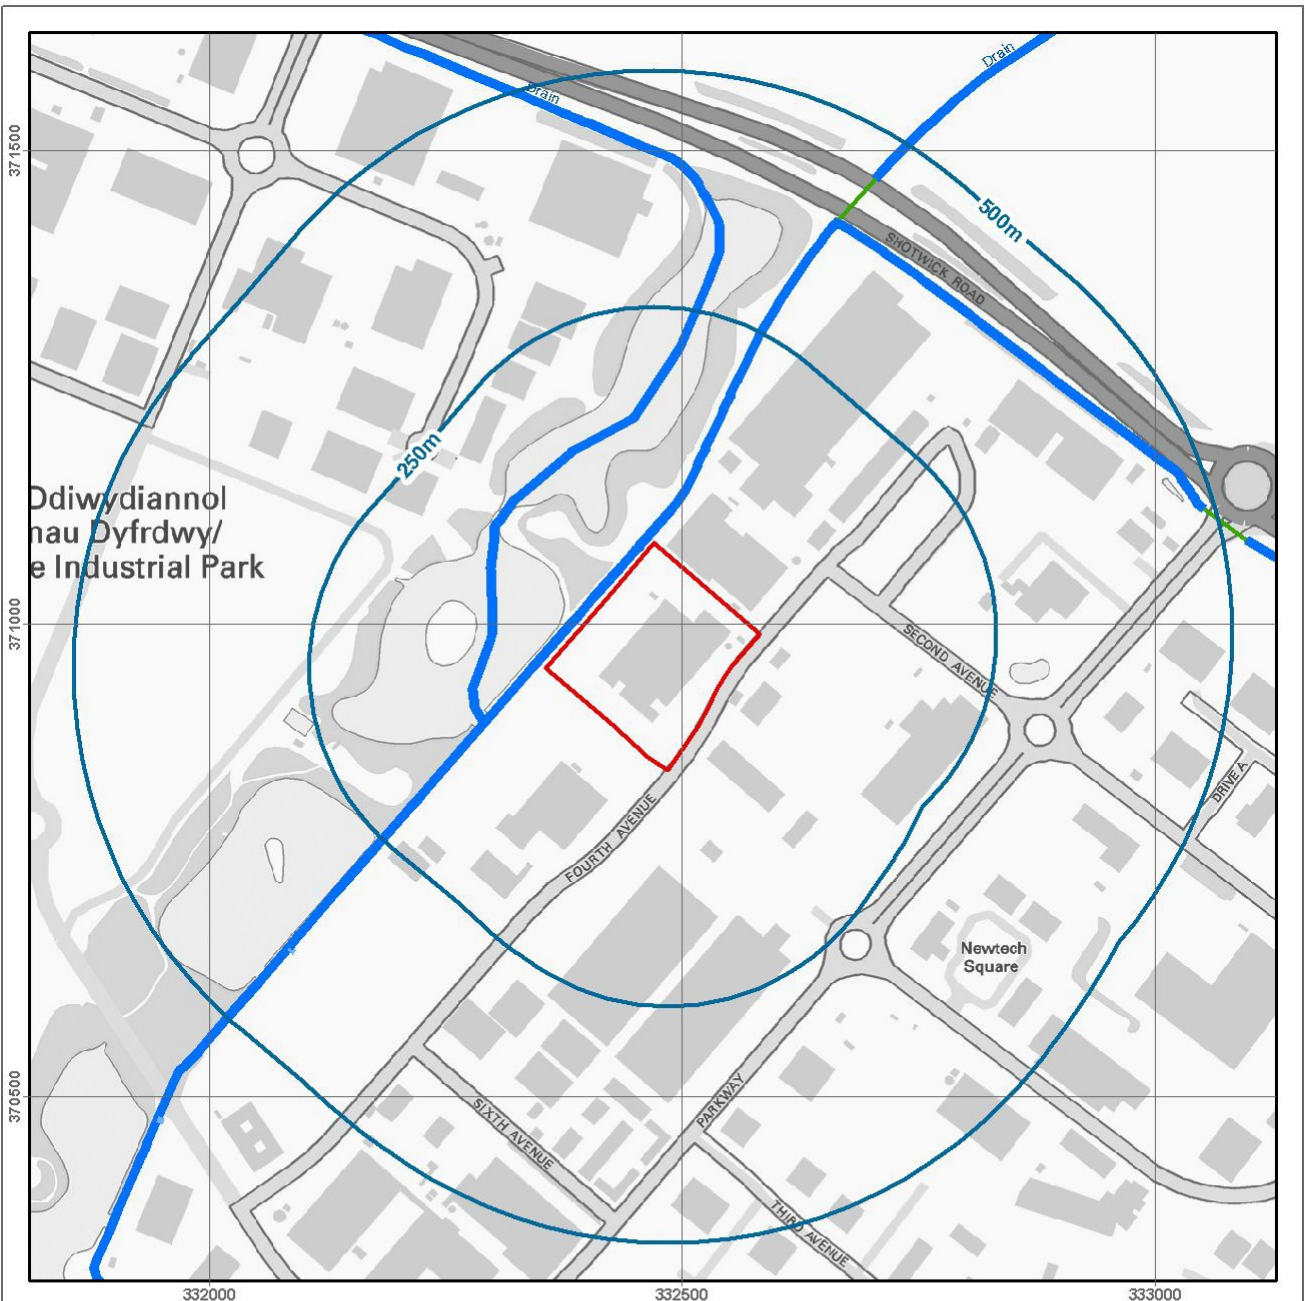 Drain
Drain
371500
500m
SHOTWICK ROAD
250m
Ddiwydiannol
nau Dyfrdwy/
e Industrial Park
371000
SECOND AVENUE
DRIVE A
FOURTH AVENUE
Newtech
Square
370500
SIXTH AVENUE
PARKWAY
THIRD AVENUE
332000
332500
333000